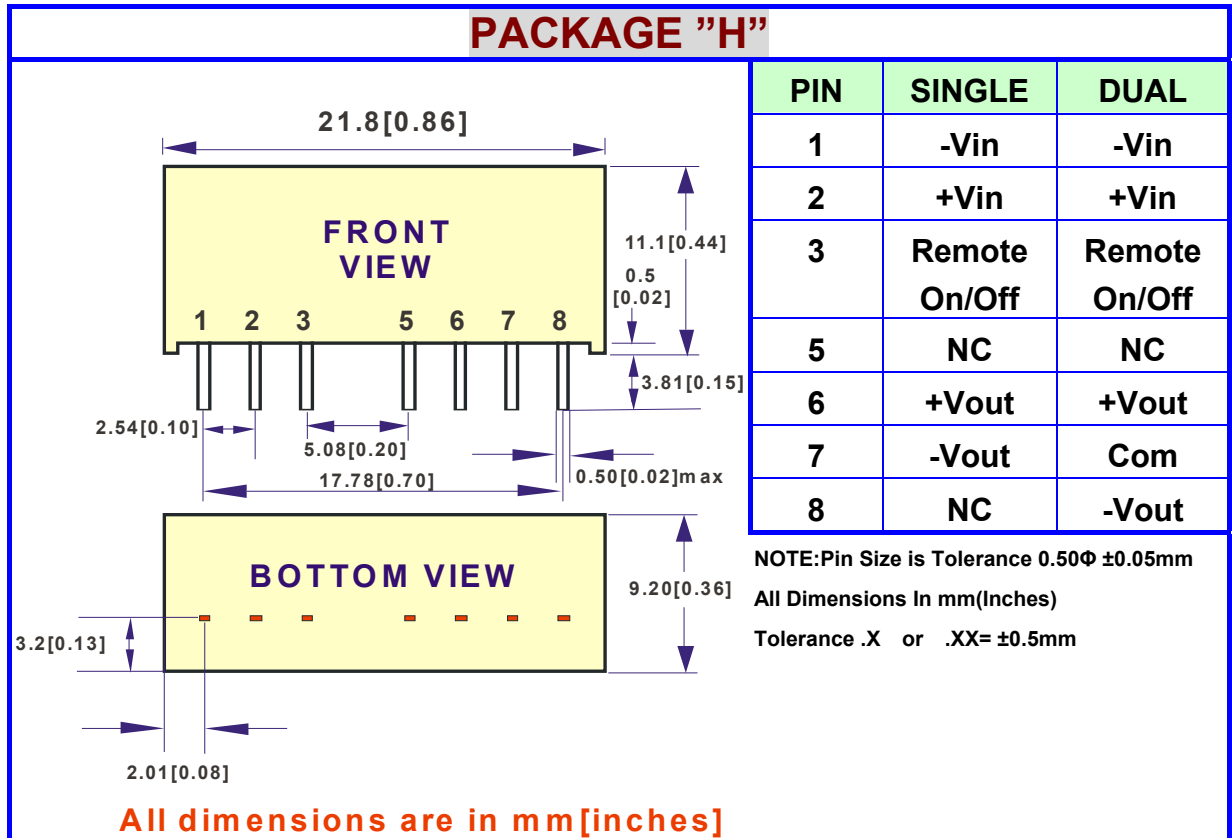 PACKAGE ”H”
21.8[0.86]
FRONT
VIEW
11.1[0.44]
0.5
[0.02]
1 2 3 5 6 7 8
3.81[0.15]
2.54[0.10]
5.08[0.20]
17.78[0.70]
0.50[0.02]max
BOTTOM VIEW
9.20[0.36]
3.2[0.13]
2.01[0.08]
All dimensions are in mm[inches]
PIN SINGLE DUAL
1 -Vin -Vin
2 +Vin +Vin
3 Remote Remote
On/Off On/Off
5 NC NC
6 +Vout +Vout
7 -Vout Com
8 NC -Vout
NOTE:Pin Size is Tolerance 0.50Φ ±0.05mm
All Dimensions In mm(Inches)
Tolerance .X or .XX= ±0.5mm